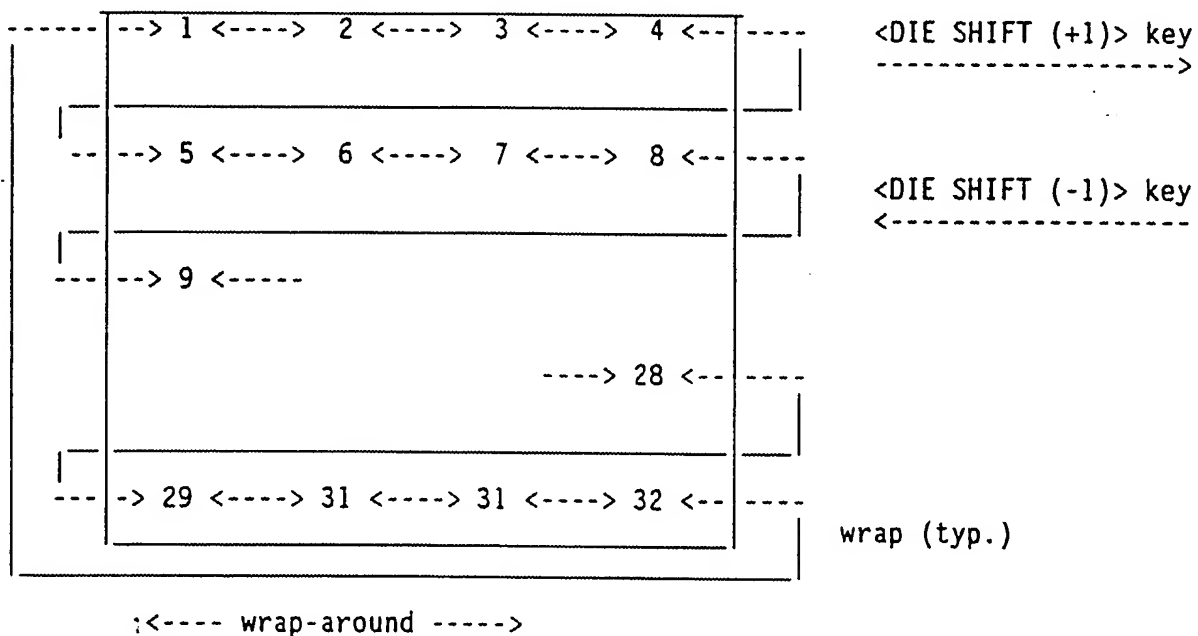 ------ --> 1 <----> 2 <----> 3 <----> 4 <-- ---- <DIE SHIFT (+1)> key
------------------->
-- --> 5 <----> 6 <----> 7 <----> 8 <-- ----
<DIE SHIFT (-1)> key
<-------------------
--- --> 9 <-----
----> 28 <-- ----
--- -> 29 <----> 31 <----> 31 <----> 32 <-- ----
wrap (typ.)
<---- wrap-around ----->